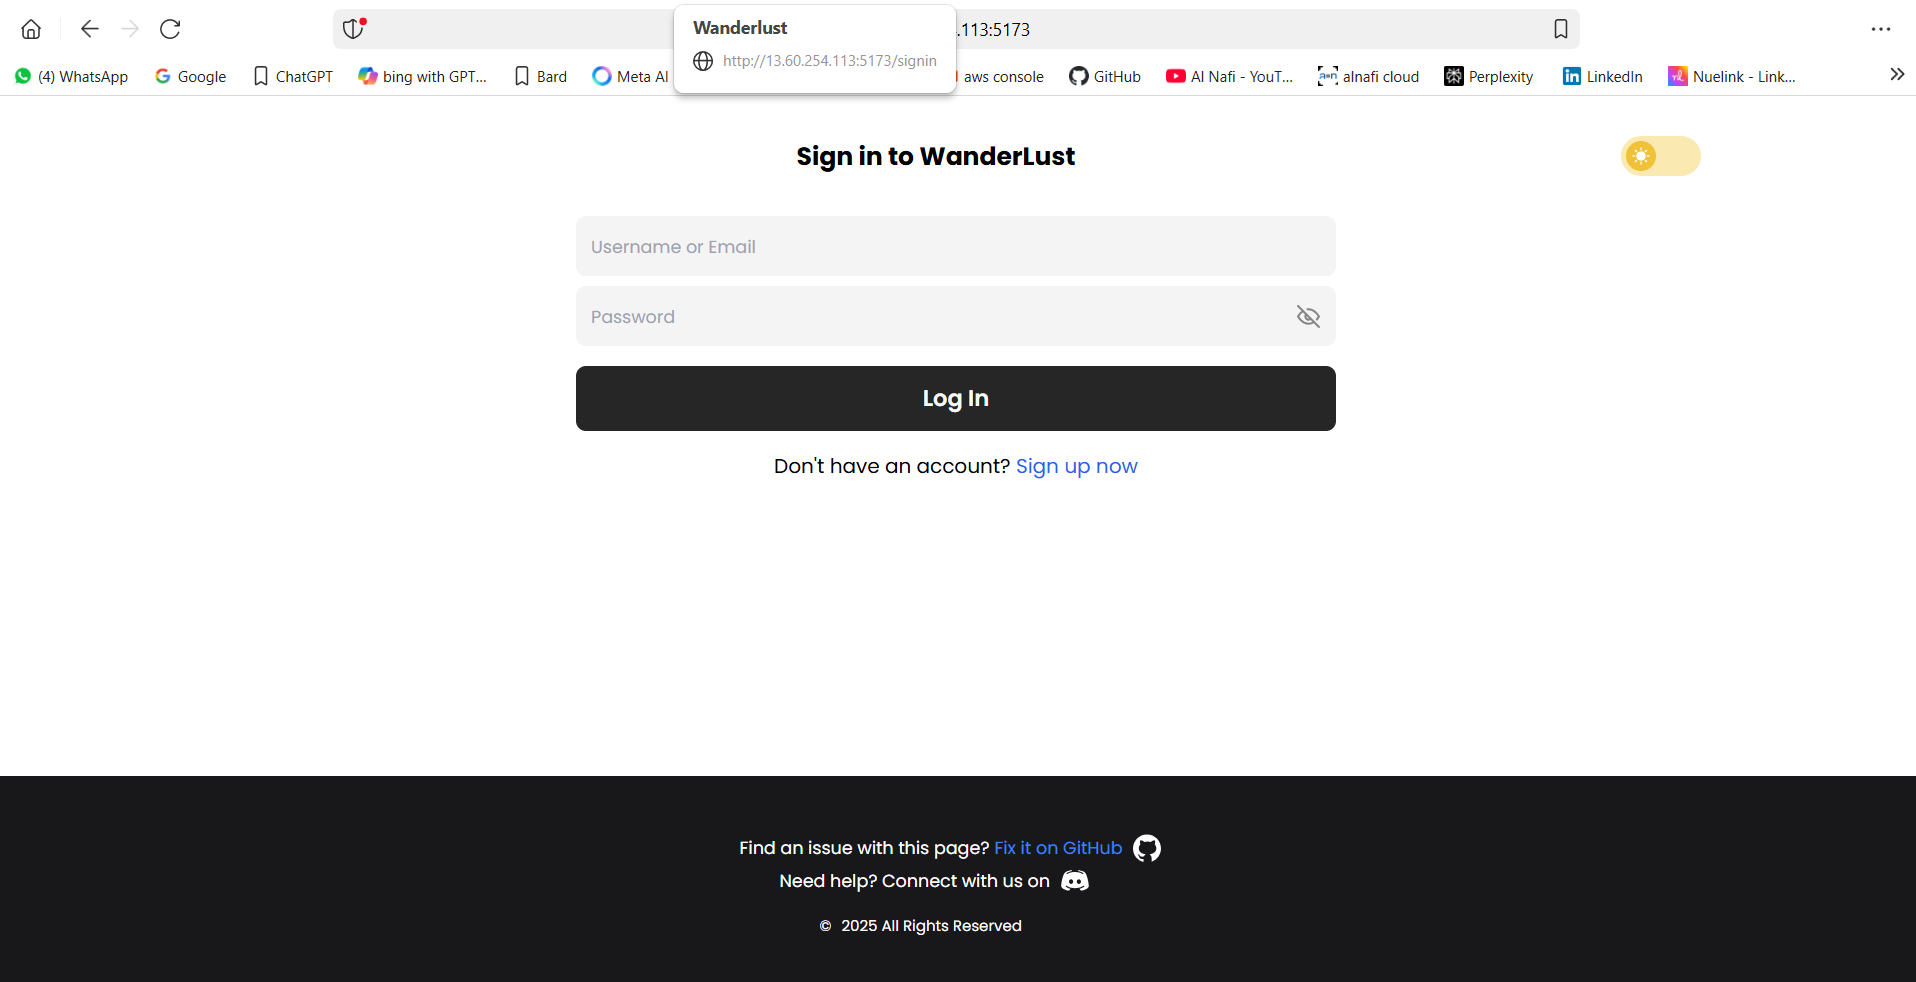 Wanderlust
http://13.60.254.113:5173/signin
.113:5173
(4) WhatsApp
Google
ChatGPT
bing with GPT...
Bard
Meta AI
aws console
GitHub
Al Nafi - YouT...
alnafi cloud
Perplexity
LinkedIn
Nuelink - Link...
Sign in to WanderLust
Username or Email
Password
Log In
Don't have an account? Sign up now
Find an issue with this page? Fix it on GitHub
Need help? Connect with us on
© 2025 All Rights Reserved